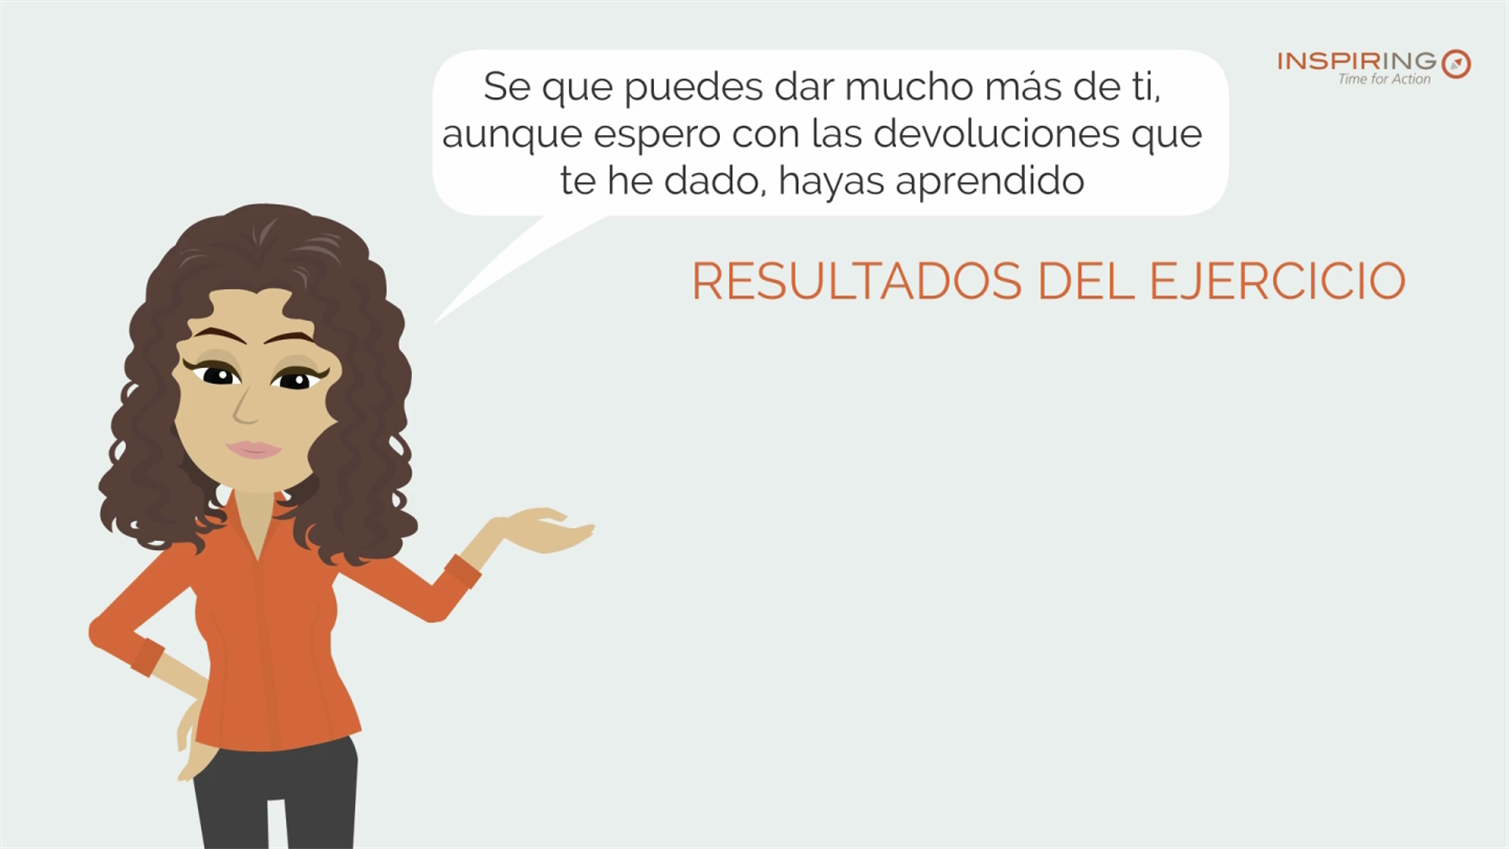 Se que puedes dar mucho más de ti,
aunque espero con las devoluciones que
te he dado, hayas aprendido
INSPIRING
Time for Action
RESULTADOS DEL EJERCICIO